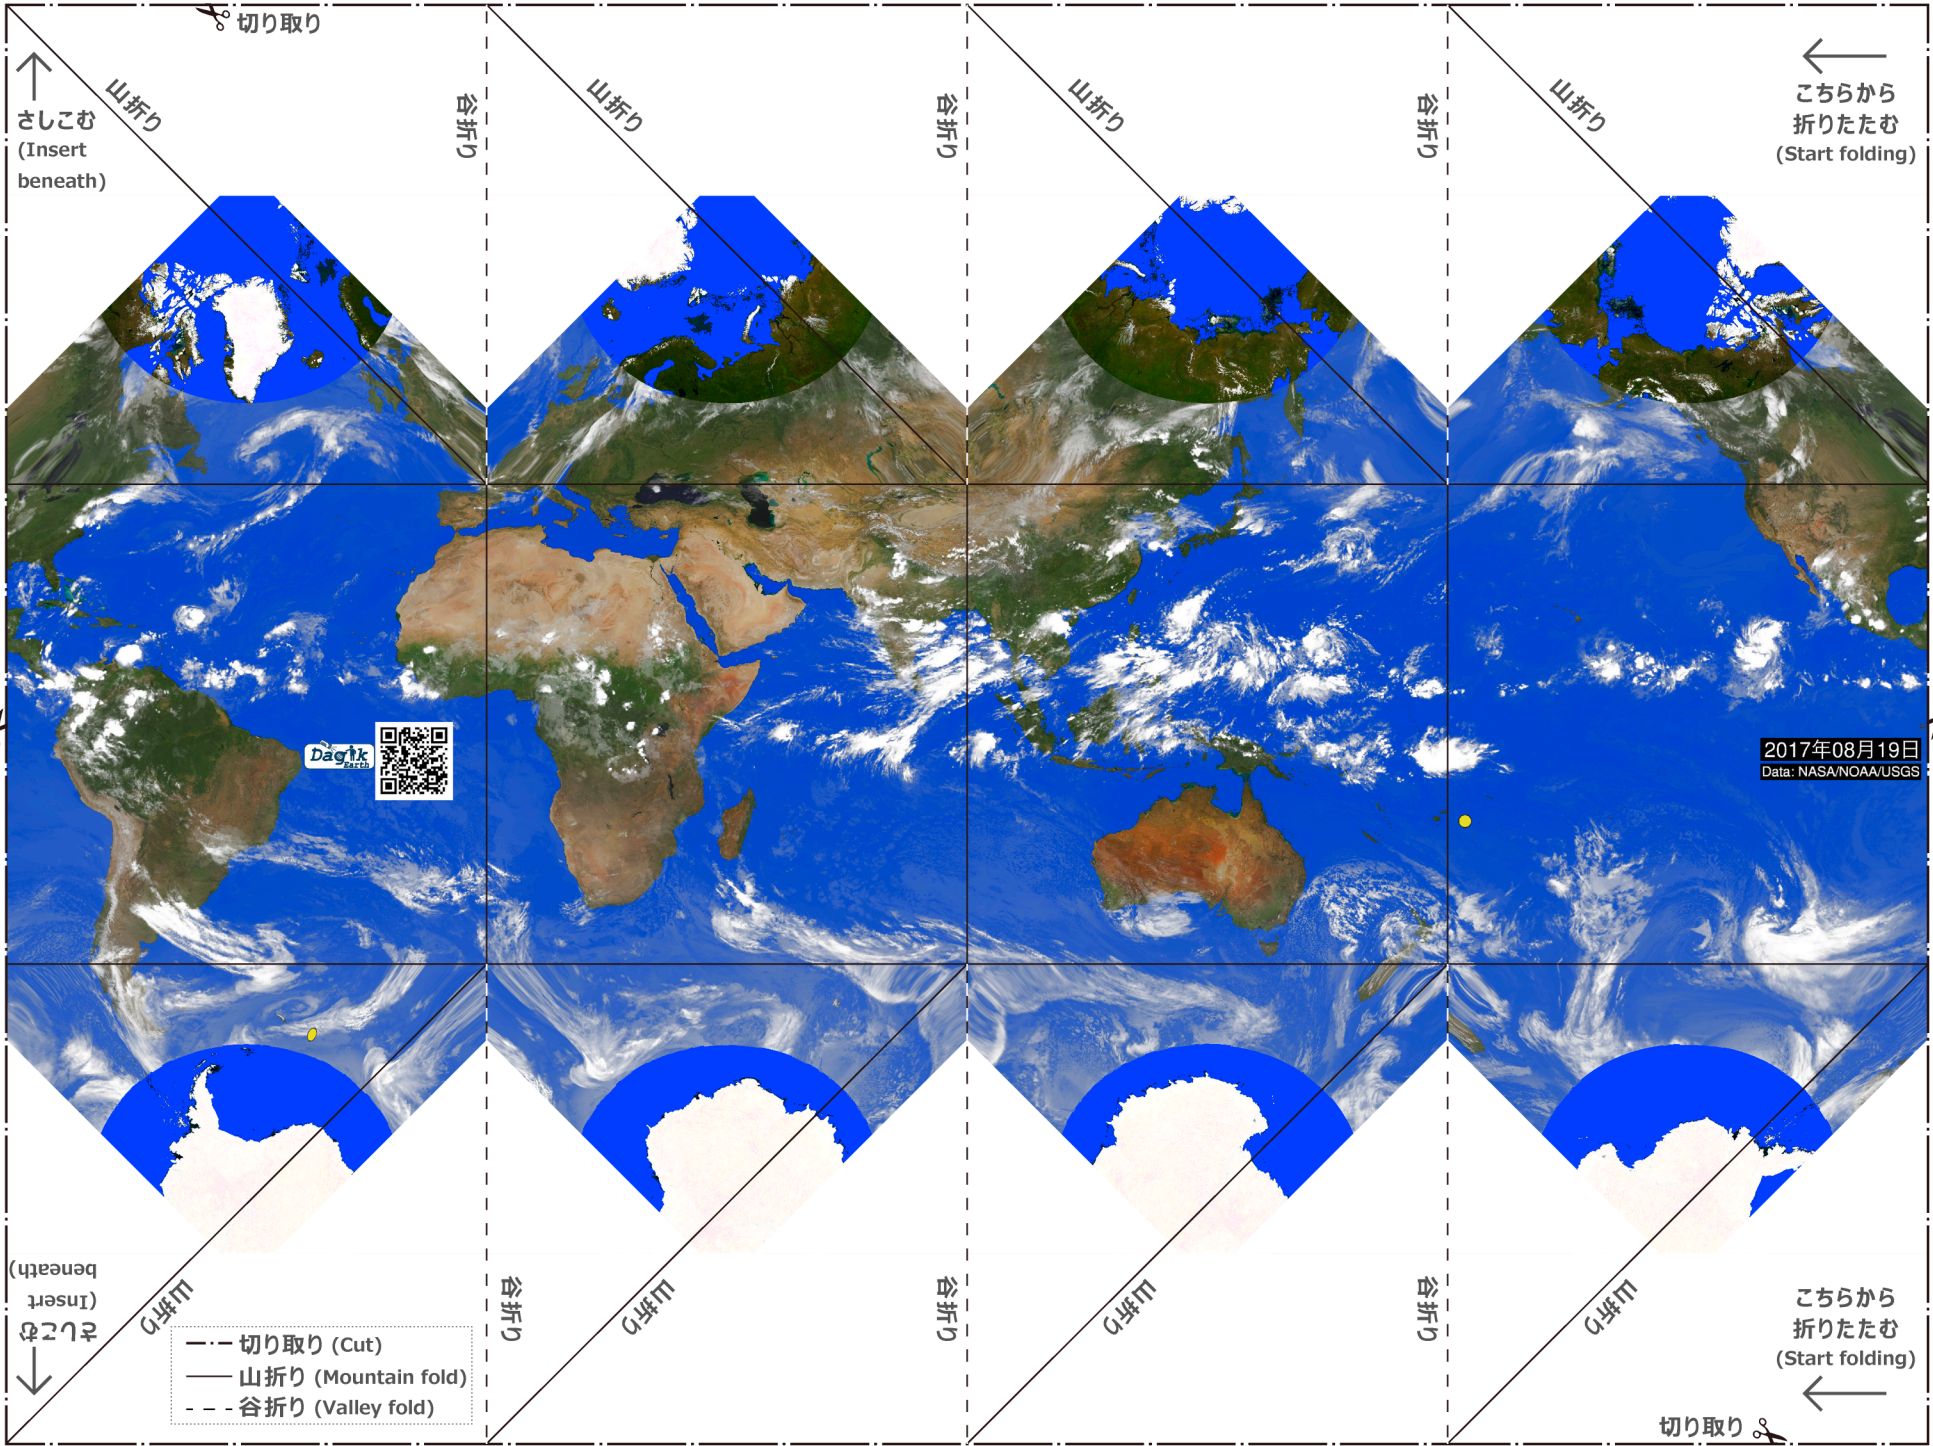 切り取り
さしこむ
(Insert
beneath)
山折り
谷折り
山折り
谷折り
山折り
谷折り
山折り
こちらから
折りたたむ
(Start folding)
Dagik
Earth
2017年08月19日
Data: NASA/NOAA/USGS
さしこむ
(Insert
beneath)
山折り
谷折り
山折り
谷折り
山折り
谷折り
山折り
こちらから
折りたたむ
(Start folding)
切り取り (Cut)
山折り (Mountain fold)
谷折り (Valley fold)
切り取り